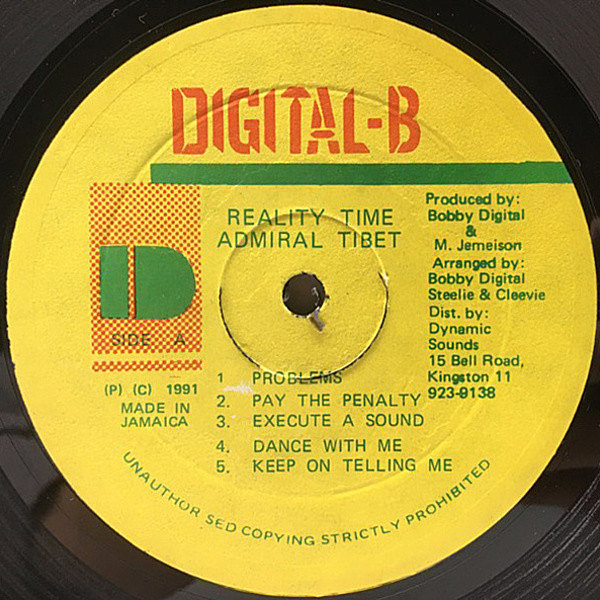 DIGITAL-B
REALITY TIME
ADMIRAL TIBET
Produced by:
Bobby Digital
&
M. Jemeison
Arranged by:
Bobby Digital
Steelie & Cleevie
Dist. by:
Dynamic
Sounds
15 Bell Road,
Kingston 11
923-9138
D
SIDE A
(P) (C) 1991
MADE IN
JAMAICA
1 PROBLEMS
2. PAY THE PENALTY
3. EXECUTE A SOUND
4. DANCE WITH ME
5. KEEP ON TELLING ME
UNAUTHOR SED COPYING STRICTLY PROHIBITED